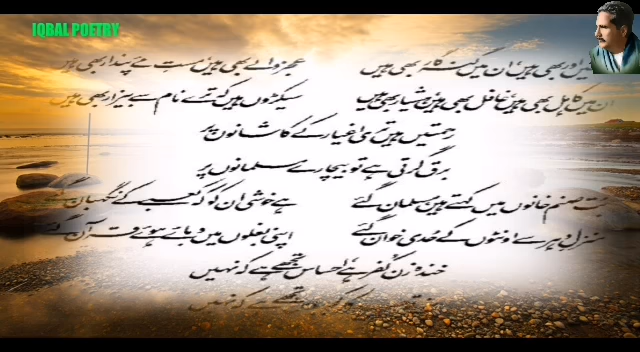 IQBAL POETRY
اور بھی ہیں، ان میں گنہگار بھی ہیں عجز والے بھی ہیں مست مے پندار بھی ہیں
ان میں کاہل بھی ہیں غافل بھی ہیں ہشیار بھی ہیں سیکڑوں ہیں کہ ترے نام سے بیزار بھی ہیں
رحمتیں ہیں تری اغیار کے کاشانوں پر
برق گرتی ہے تو بیچارے مسلمانوں پر
بت صنم خانوں میں کہتے ہیں مسلمان گئے ہے خوشی ان کو کہ کعبے کے نگہبان گئے
منزل دہر سے اونٹوں کے حدی خوان گئے اپنی بغلوں میں دبائے ہوئے قرآن گئے
خندہ زن کفر ہے احساس تجھے ہے کہ نہیں
تجھے ہے کہ نہیں